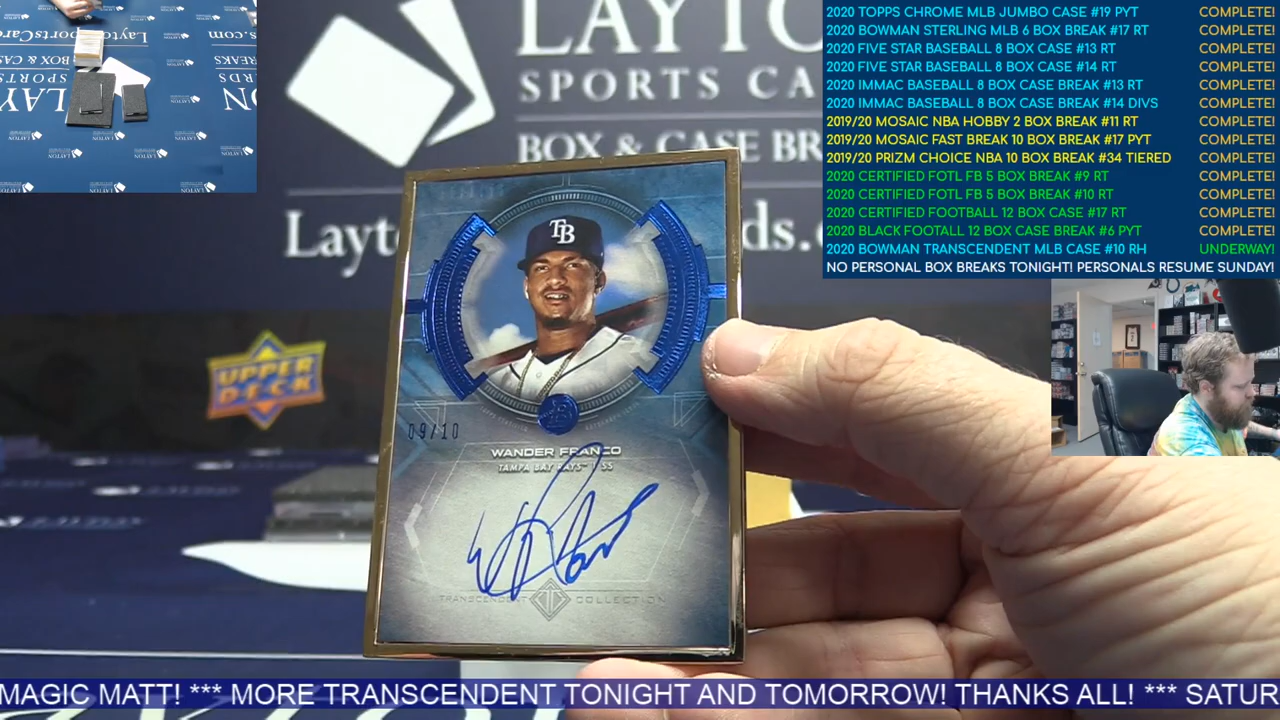 LAYTO
SPORTS CA
BOX & CASE BR
Layt
ds.c
UPPER
DECK
TB
09/10
WANDER FRANCO
TAMPA BAY RAYS™ | SS
TRANSCENDENT COLLECTION
2020 TOPPS CHROME MLB JUMBO CASE #19 PYT COMPLETE!
2020 BOWMAN STERLING MLB 6 BOX BREAK #17 RT COMPLETE!
2020 FIVE STAR BASEBALL 8 BOX CASE #13 RT COMPLETE!
2020 FIVE STAR BASEBALL 8 BOX CASE #14 RT COMPLETE!
2020 IMMAC BASEBALL 8 BOX CASE BREAK #13 RT COMPLETE!
2020 IMMAC BASEBALL 8 BOX CASE BREAK #14 DIVS COMPLETE!
2019/20 MOSAIC NBA HOBBY 2 BOX BREAK #11 RT COMPLETE!
2019/20 MOSAIC FAST BREAK 10 BOX BREAK #17 PYT COMPLETE!
2019/20 PRIZM CHOICE NBA 10 BOX BREAK #34 TIERED COMPLETE!
2020 CERTIFIED FOTL FB 5 BOX BREAK #9 RT COMPLETE!
2020 CERTIFIED FOTL FB 5 BOX BREAK #10 RT COMPLETE!
2020 CERTIFIED FOOTBALL 12 BOX CASE #17 RT COMPLETE!
2020 BLACK FOOTALL 12 BOX CASE BREAK #6 PYT COMPLETE!
2020 BOWMAN TRANSCENDENT MLB CASE #10 RH UNDERWAY!
NO PERSONAL BOX BREAKS TONIGHT! PERSONALS RESUME SUNDAY!
MAGIC MATT! *** MORE TRANSCENDENT TONIGHT AND TOMORROW! THANKS ALL! *** SATUR